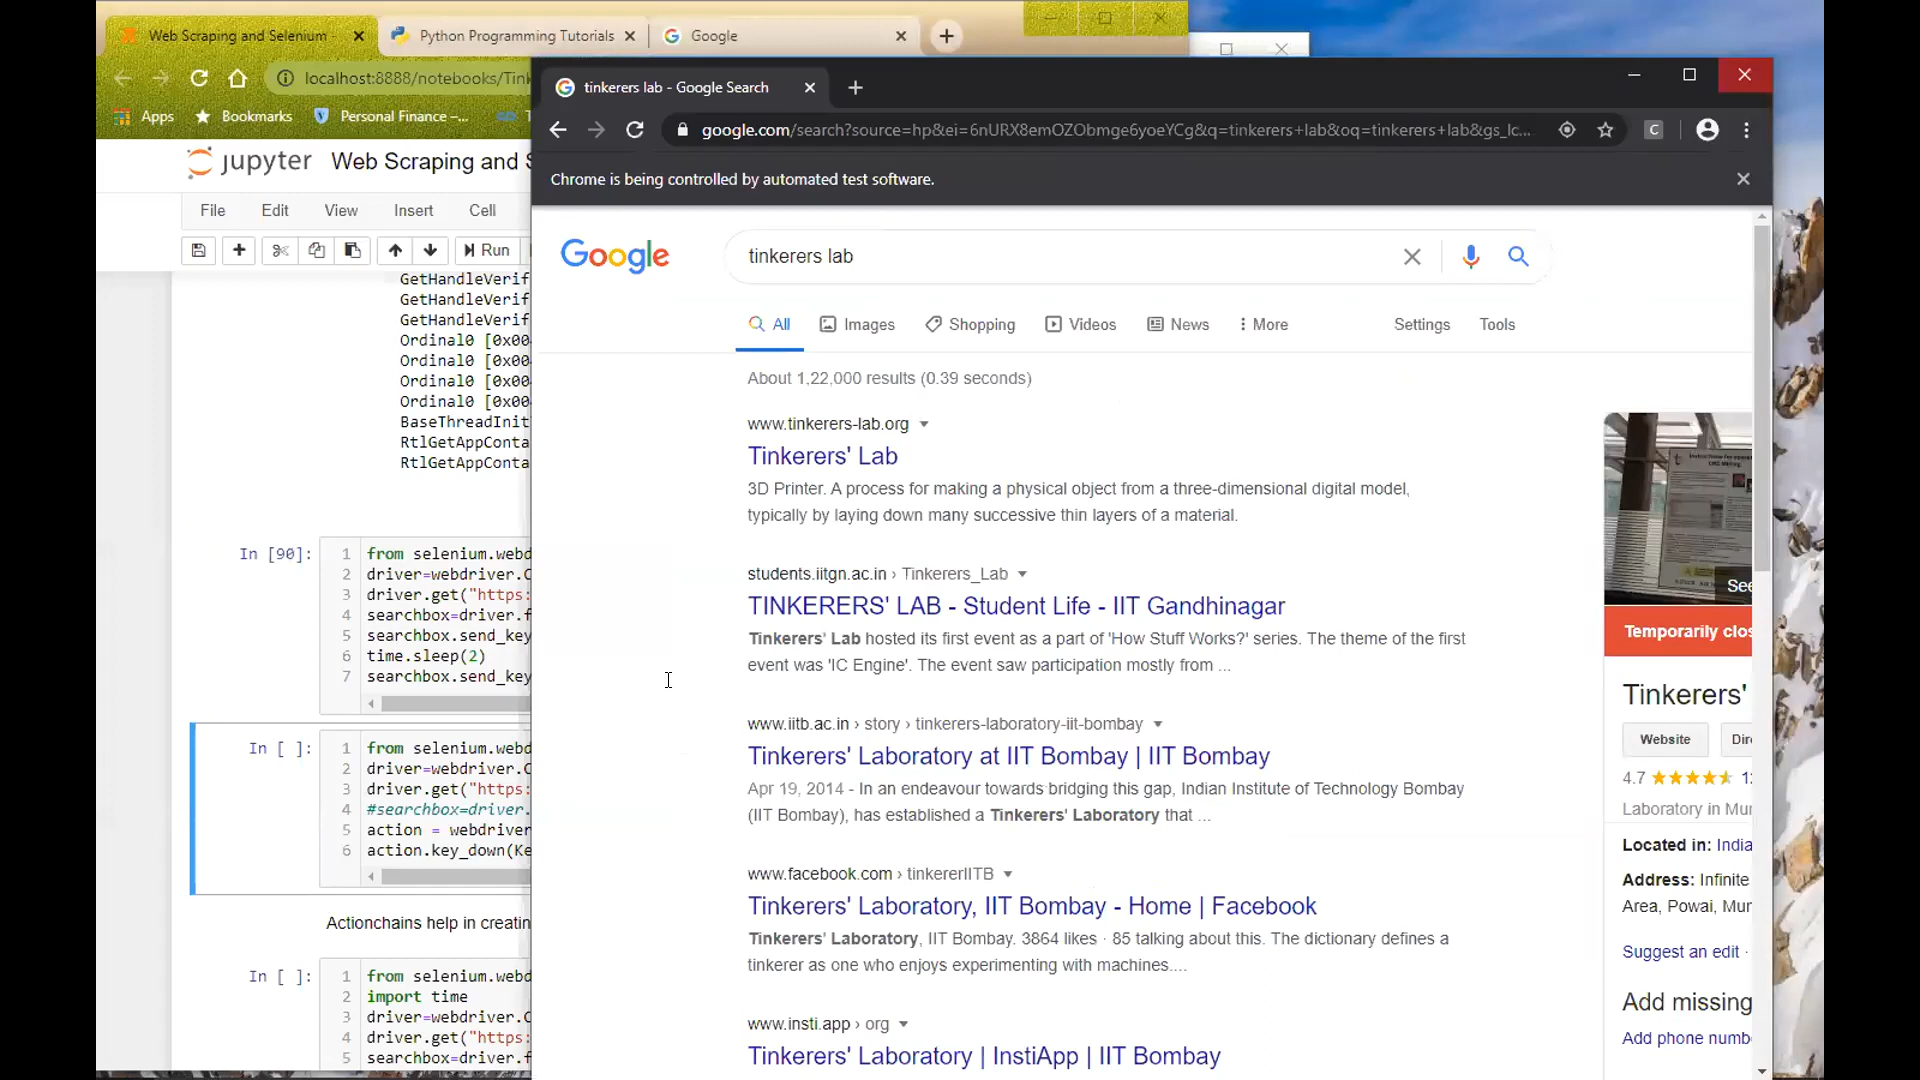 Web Scraping and Selenium -
Python Programming Tutorials
Google
localhost:8888/notebooks/Tin
Apps
Bookmarks
Personal Finance –...
jupyter
Web Scraping and S
File
Edit
View
Insert
Cell
Run
GetHandleVerif
GetHandleVerif
GetHandleVerif
Ordinal0 [0x00
Ordinal0 [0x00
Ordinal0 [0x00
Ordinal0 [0x00
BaseThreadInit
RtlGetAppConta
RtlGetAppConta
In [90]:
1 from selenium.webd
2 driver=webdriver.C
3 driver.get("https:
4 searchbox=driver.f
5 searchbox.send_key
6 time.sleep(2)
7 searchbox.send_key
In [ ]:
1 from selenium.webd
2 driver=webdriver.C
3 driver.get("https:
4 #searchbox=driver.
5 action = webdriver
6 action.key_down(Ke
Actionchains help in creatin
In [ ]:
1 from selenium.webd
2 import time
3 driver=webdriver.C
4 driver.get("https:
5 searchbox=driver.f
tinkerers lab - Google Search
google.com/search?source=hp&ei=6nURX8emOZObmge6yoeYCg&q=tinkerers+lab&oq=tinkerers+lab&gs_lc...
C
Chrome is being controlled by automated test software.
Google
tinkerers lab
All
Images
Shopping
Videos
News
More
Settings
Tools
About 1,22,000 results (0.39 seconds)
www.tinkerers-lab.org
Tinkerers' Lab
3D Printer. A process for making a physical object from a three-dimensional digital model,
typically by laying down many successive thin layers of a material.
students.iitgn.ac.in › Tinkerers_Lab
TINKERERS' LAB - Student Life - IIT Gandhinagar
Tinkerers' Lab hosted its first event as a part of 'How Stuff Works?' series. The theme of the first
event was 'IC Engine'. The event saw participation mostly from ...
www.iitb.ac.in › story › tinkerers-laboratory-iit-bombay
Tinkerers' Laboratory at IIT Bombay | IIT Bombay
Apr 19, 2014 - In an endeavour towards bridging this gap, Indian Institute of Technology Bombay
(IIT Bombay), has established a Tinkerers' Laboratory that ...
www.facebook.com › tinkererIITB
Tinkerers' Laboratory, IIT Bombay - Home | Facebook
Tinkerers' Laboratory, IIT Bombay. 3864 likes · 85 talking about this. The dictionary defines a
tinkerer as one who enjoys experimenting with machines....
www.insti.app › org
Tinkerers' Laboratory | InstiApp | IIT Bombay
See
Temporarily clos
Tinkerers'
Website
Dire
4.7
12
Laboratory in Mum
Located in: India
Address: Infinite
Area, Powai, Mum
Suggest an edit ·
Add missing
Add phone numb